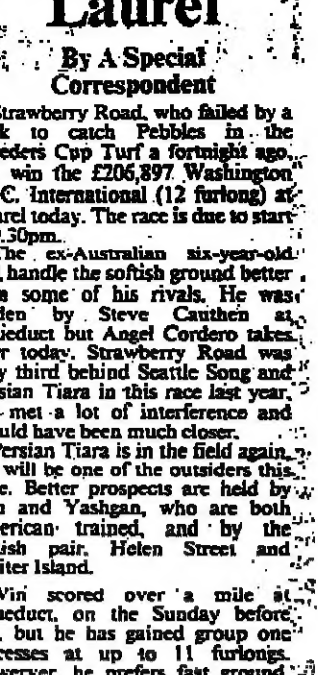 Laurel
By A Special
Correspondent
Strawberry Road, who failed by a
to catch Pebbles in the
eders Cup Turf a fortnight ago,
win the £206,897 Washington
C. International (12 furlong) at
rel today. The race is due to start
.30pm.
he ex-Australian six-year-old
handle the softish ground better
some of his rivals. He was
den by Steve Cauthen at
ueduct but Angel Cordero takes
r today. Strawberry Road was
y third behind Seattle Song and
sian Tiara in this race last year,
met a lot of interference and
uld have been much closer.
Persian Tiara is in the field again,
will be one of the outsiders this
e. Better prospects are held by
n and Yashgan, who are both
erican trained, and by the
ish pair, Helen Street and
iter Island.
Win scored over a mile at
ueduct, on the Sunday before
, but he has gained group one
cesses at up to 11 furlongs.
werver, he prefers fast ground